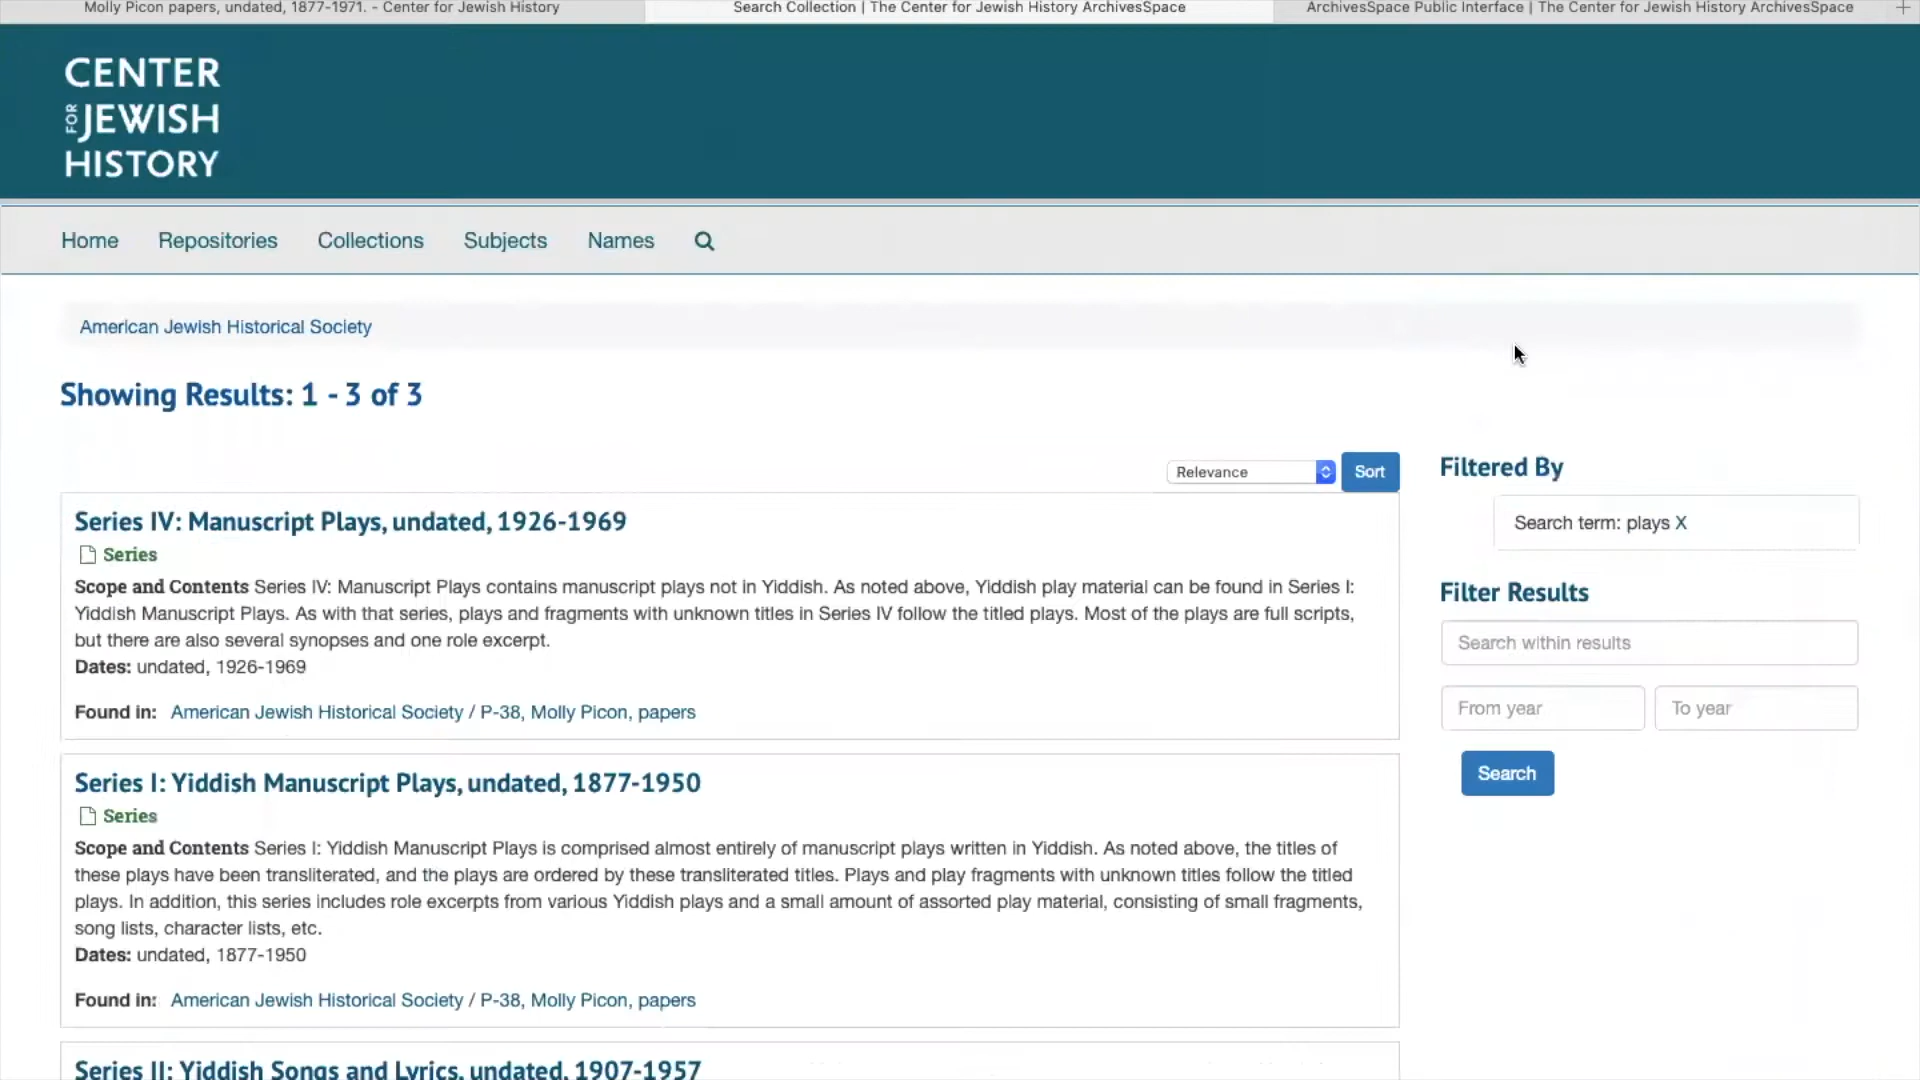 Molly Picon papers, undated, 1877-1971. - Center for Jewish History
Search Collection | The Center for Jewish History ArchivesSpace
ArchivesSpace Public Interface | The Center for Jewish History ArchivesSpace
CENTER
FOR JEWISH
HISTORY
Home
Repositories
Collections
Subjects
Names
American Jewish Historical Society
Showing Results: 1 - 3 of 3
Relevance
Sort
Series IV: Manuscript Plays, undated, 1926-1969
Series
Scope and Contents Series IV: Manuscript Plays contains manuscript plays not in Yiddish. As noted above, Yiddish play material can be found in Series I:
Yiddish Manuscript Plays. As with that series, plays and fragments with unknown titles in Series IV follow the titled plays. Most of the plays are full scripts,
but there are also several synopses and one role excerpt.
Dates: undated, 1926-1969
Found in: American Jewish Historical Society / P-38, Molly Picon, papers
Series I: Yiddish Manuscript Plays, undated, 1877-1950
Series
Scope and Contents Series I: Yiddish Manuscript Plays is comprised almost entirely of manuscript plays written in Yiddish. As noted above, the titles of
these plays have been transliterated, and the plays are ordered by these transliterated titles. Plays and play fragments with unknown titles follow the titled
plays. In addition, this series includes role excerpts from various Yiddish plays and a small amount of assorted play material, consisting of small fragments,
song lists, character lists, etc.
Dates: undated, 1877-1950
Found in: American Jewish Historical Society / P-38, Molly Picon, papers
Series II: Yiddish Songs and Lyrics, undated, 1907-1957
Filtered By
Search term: plays X
Filter Results
Search within results
From year
To year
Search